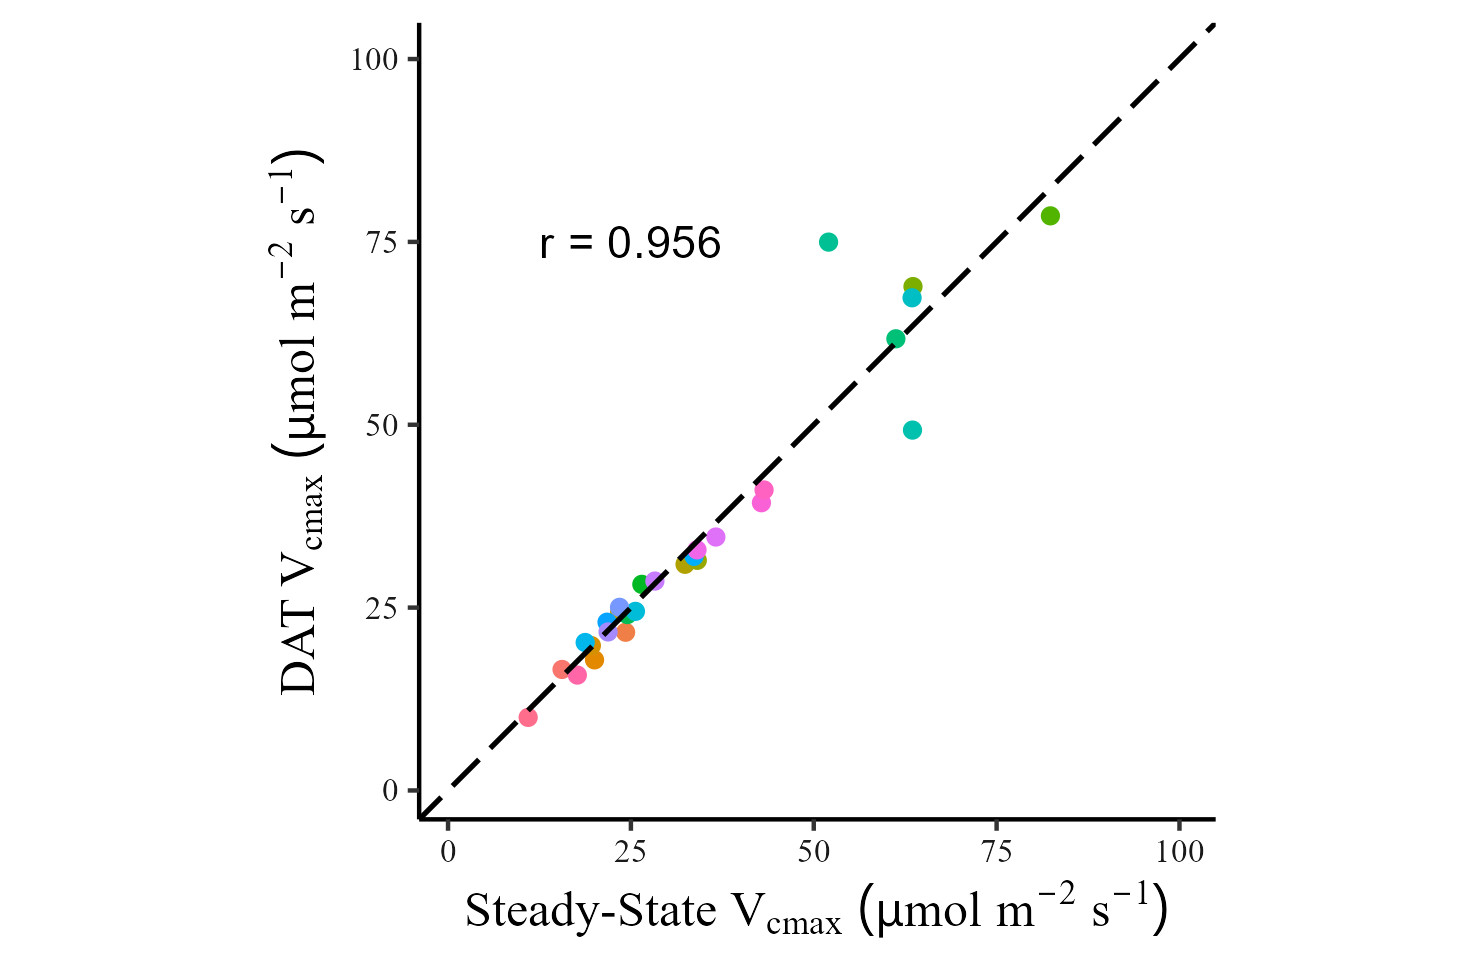 100
75
50
25
0
DAT Vcmax (μmol m−2 s−1)
r = 0.956
0 25 50 75 100
Steady-State Vcmax (μmol m−2 s−1)